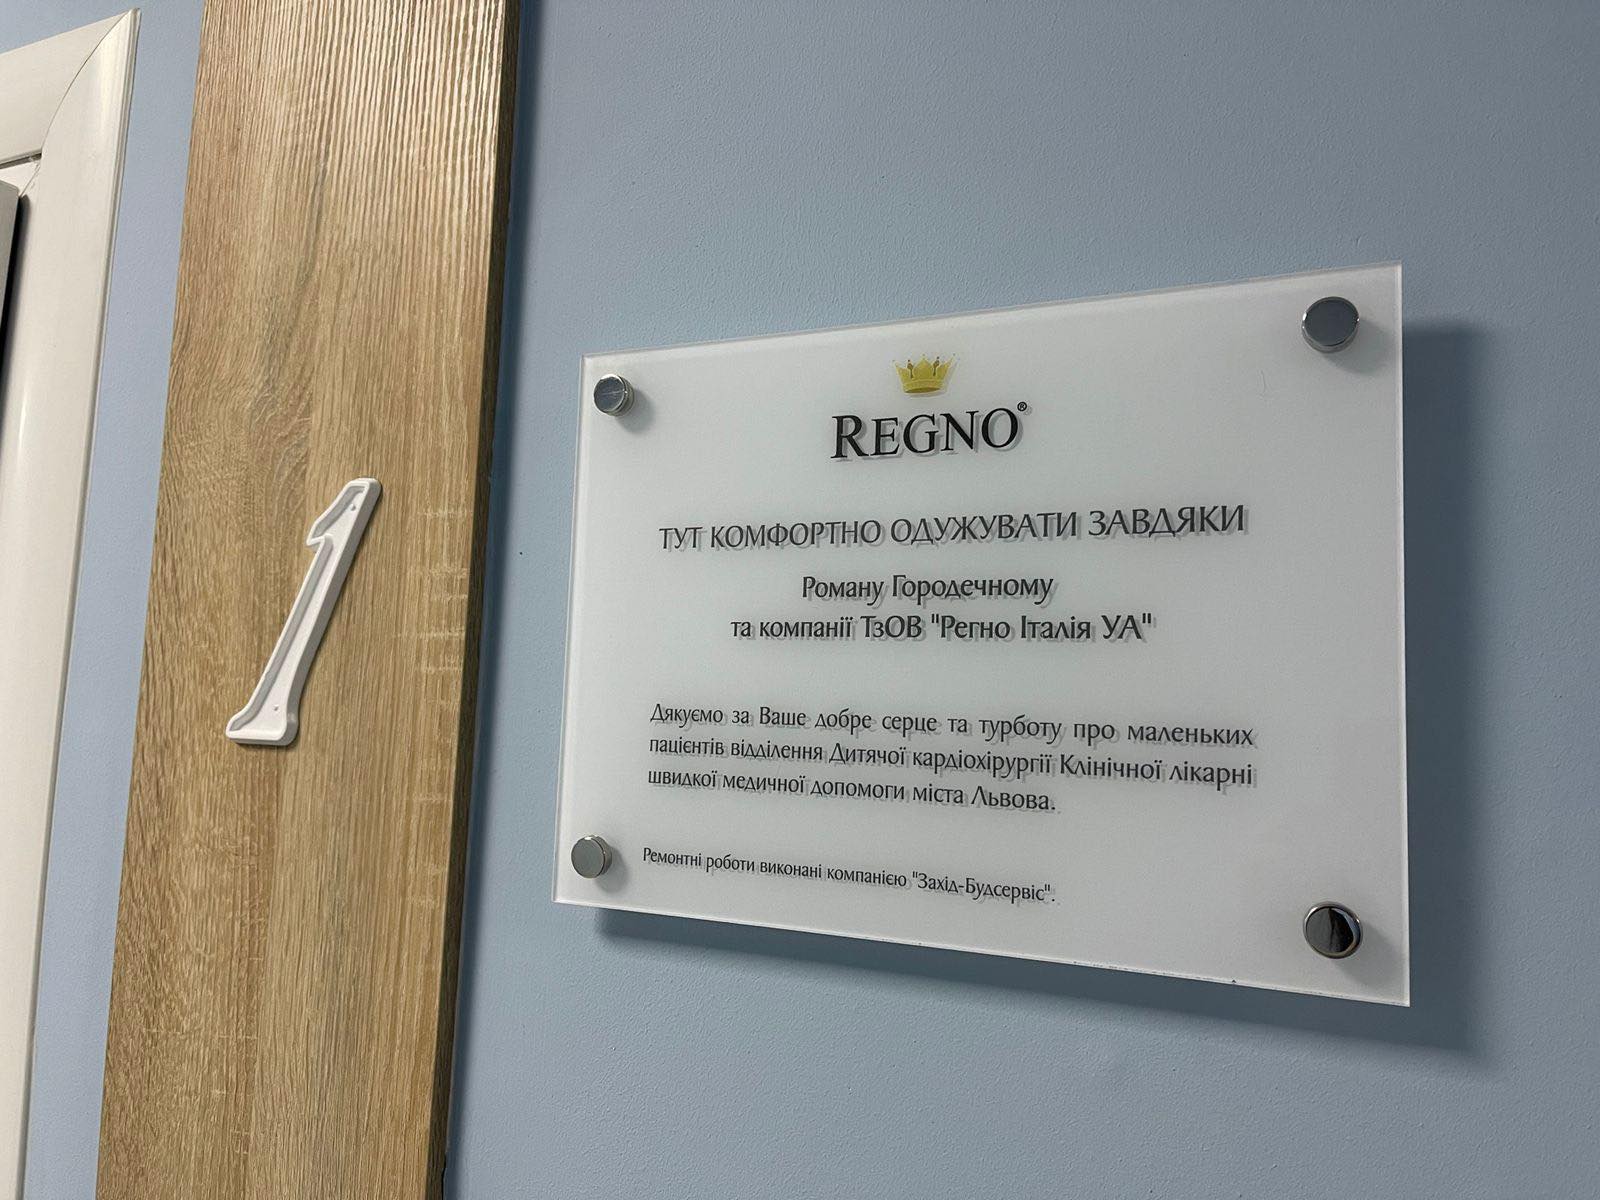 1
REGNO®
ТУТ КОМФОРТНО ОДУЖУВАТИ ЗАВДЯКИ
Роману Городечному
та компанії ТзОВ "Регно Італія УА"
Дякуємо за Ваше добре серце та турботу про маленьких
пацієнтів відділення Дитячої кардіохірургії Клінічної лікарні
швидкої медичної допомоги міста Львова.
Ремонтні роботи виконані компанією "Захід-Будсервіс".